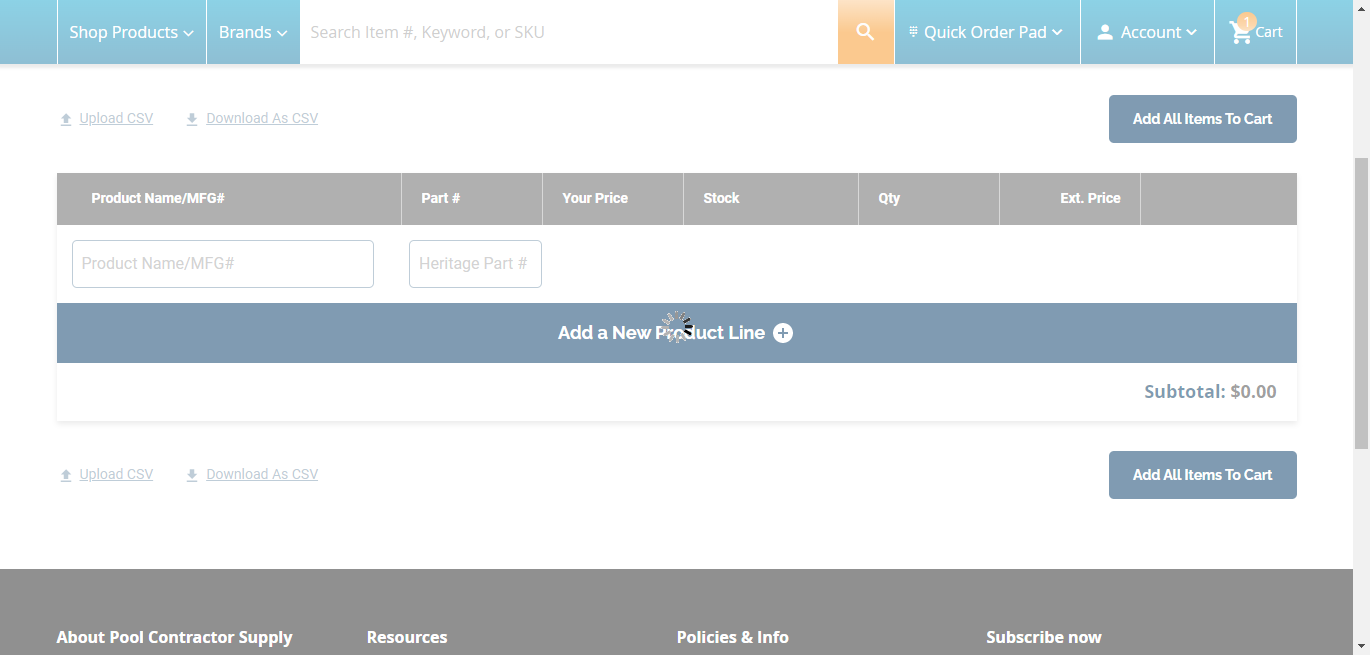 Shop Products
Brands
Search Item #, Keyword, or SKU
Quick Order Pad
Account
1
Cart
Upload CSV
Download As CSV
Add All Items To Cart
Product Name/MFG#
Part #
Your Price
Stock
Qty
Ext. Price
Product Name/MFG#
Heritage Part #
Add a New Product Line
Subtotal: $0.00
Upload CSV
Download As CSV
Add All Items To Cart
About Pool Contractor Supply
Resources
Policies & Info
Subscribe now